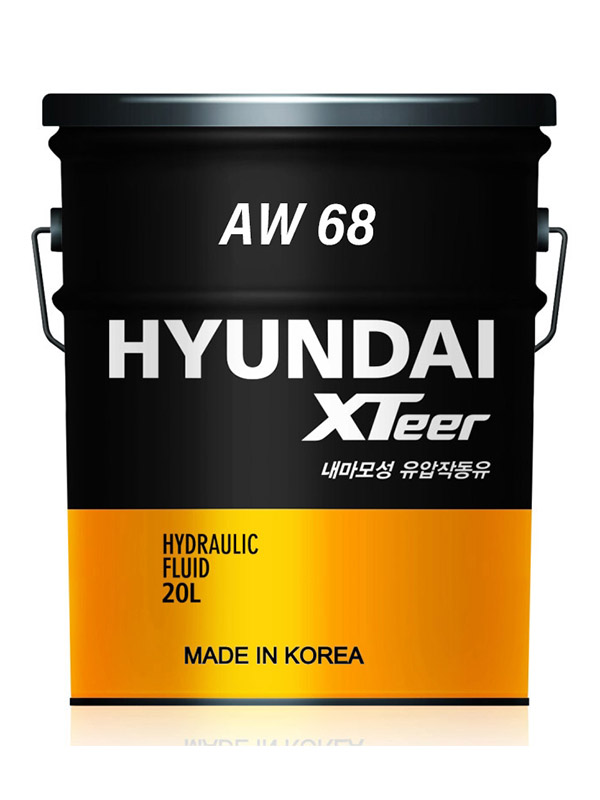 AW 68
HYUNDAI
XTeer
내마모성 유압작동유
HYDRAULIC
FLUID
20L
MADE IN KOREA